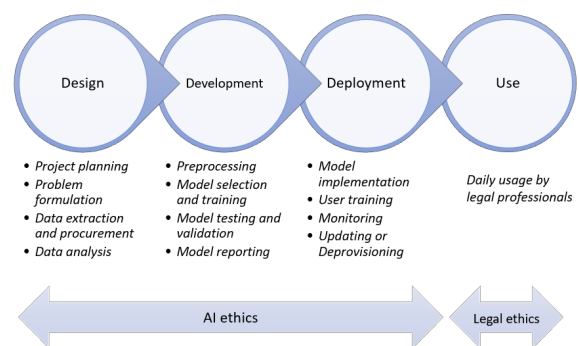 Design
Development
Deployment
Use
• Project planning
• Problem
formulation
• Data extraction
and procurement
• Data analysis
• Preprocessing
• Model selection
and training
• Model testing and
validation
• Model reporting
• Model
implementation
• User training
• Monitoring
• Updating or
Deprovisioning
Daily usage by
legal professionals
AI ethics
Legal ethics